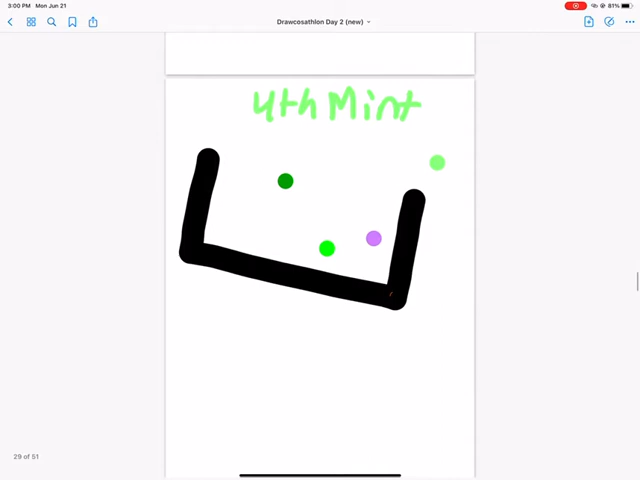 3:00 PM Mon Jun 21
81%
Drawcosathlon Day 2 (new)
4th Mint
29 of 51